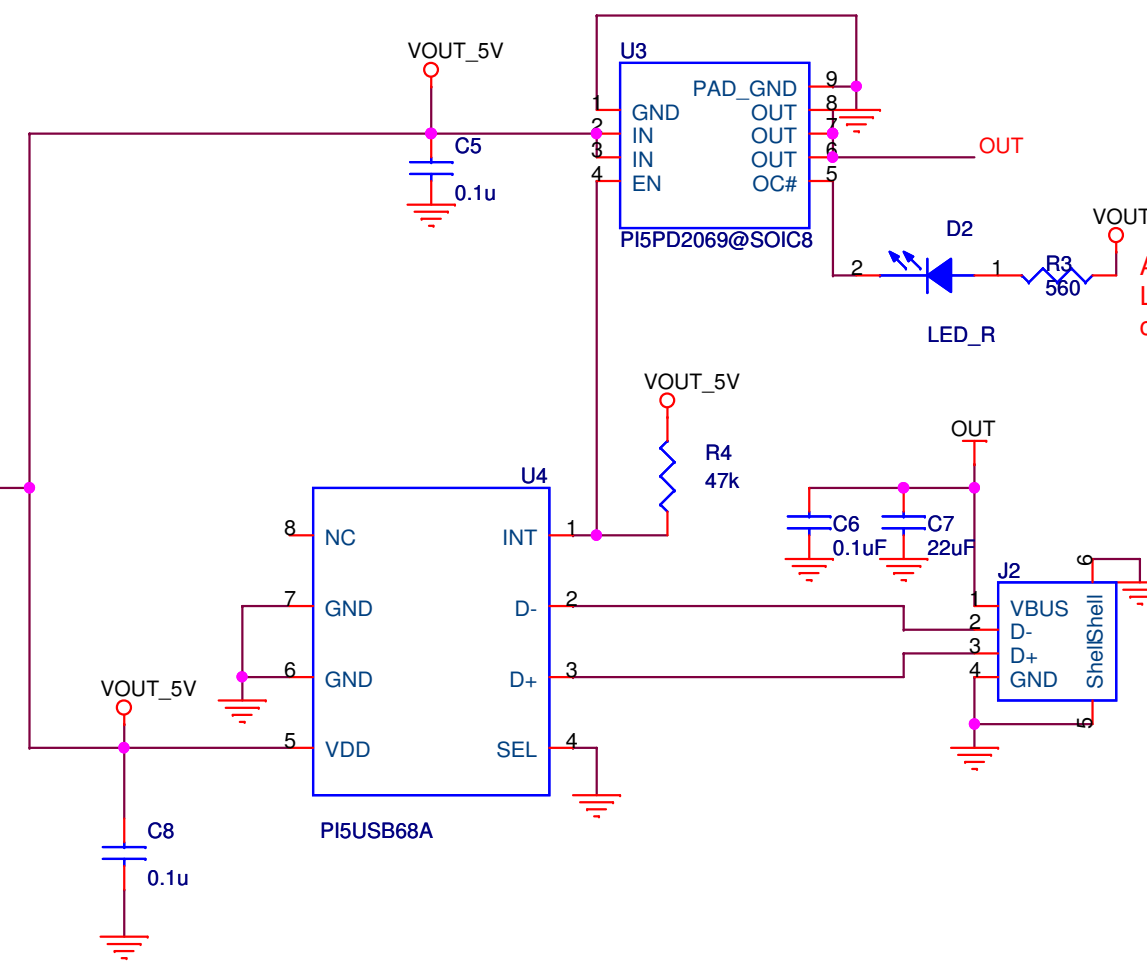 VOUT_5V
U3
1
2
3
4
GND
IN
IN
EN
PAD_GND
OUT
OUT
OUT
OC#
9
8
7
6
5
PI5PD2069@SOIC8
C5
0.1u
OUT
D2
2
1
LED_R
R3
560
VOUT
A
L
VOUT_5V
R4
47k
OUT
C6
0.1uF
C7
22uF
U4
8
7
6
5
NC
GND
GND
VDD
INT
D-
D+
SEL
1
2
3
4
PI5USB68A
J2
1
2
3
4
VBUS
D-
D+
GND
Shell
Shell
6
5
VOUT_5V
C8
0.1u